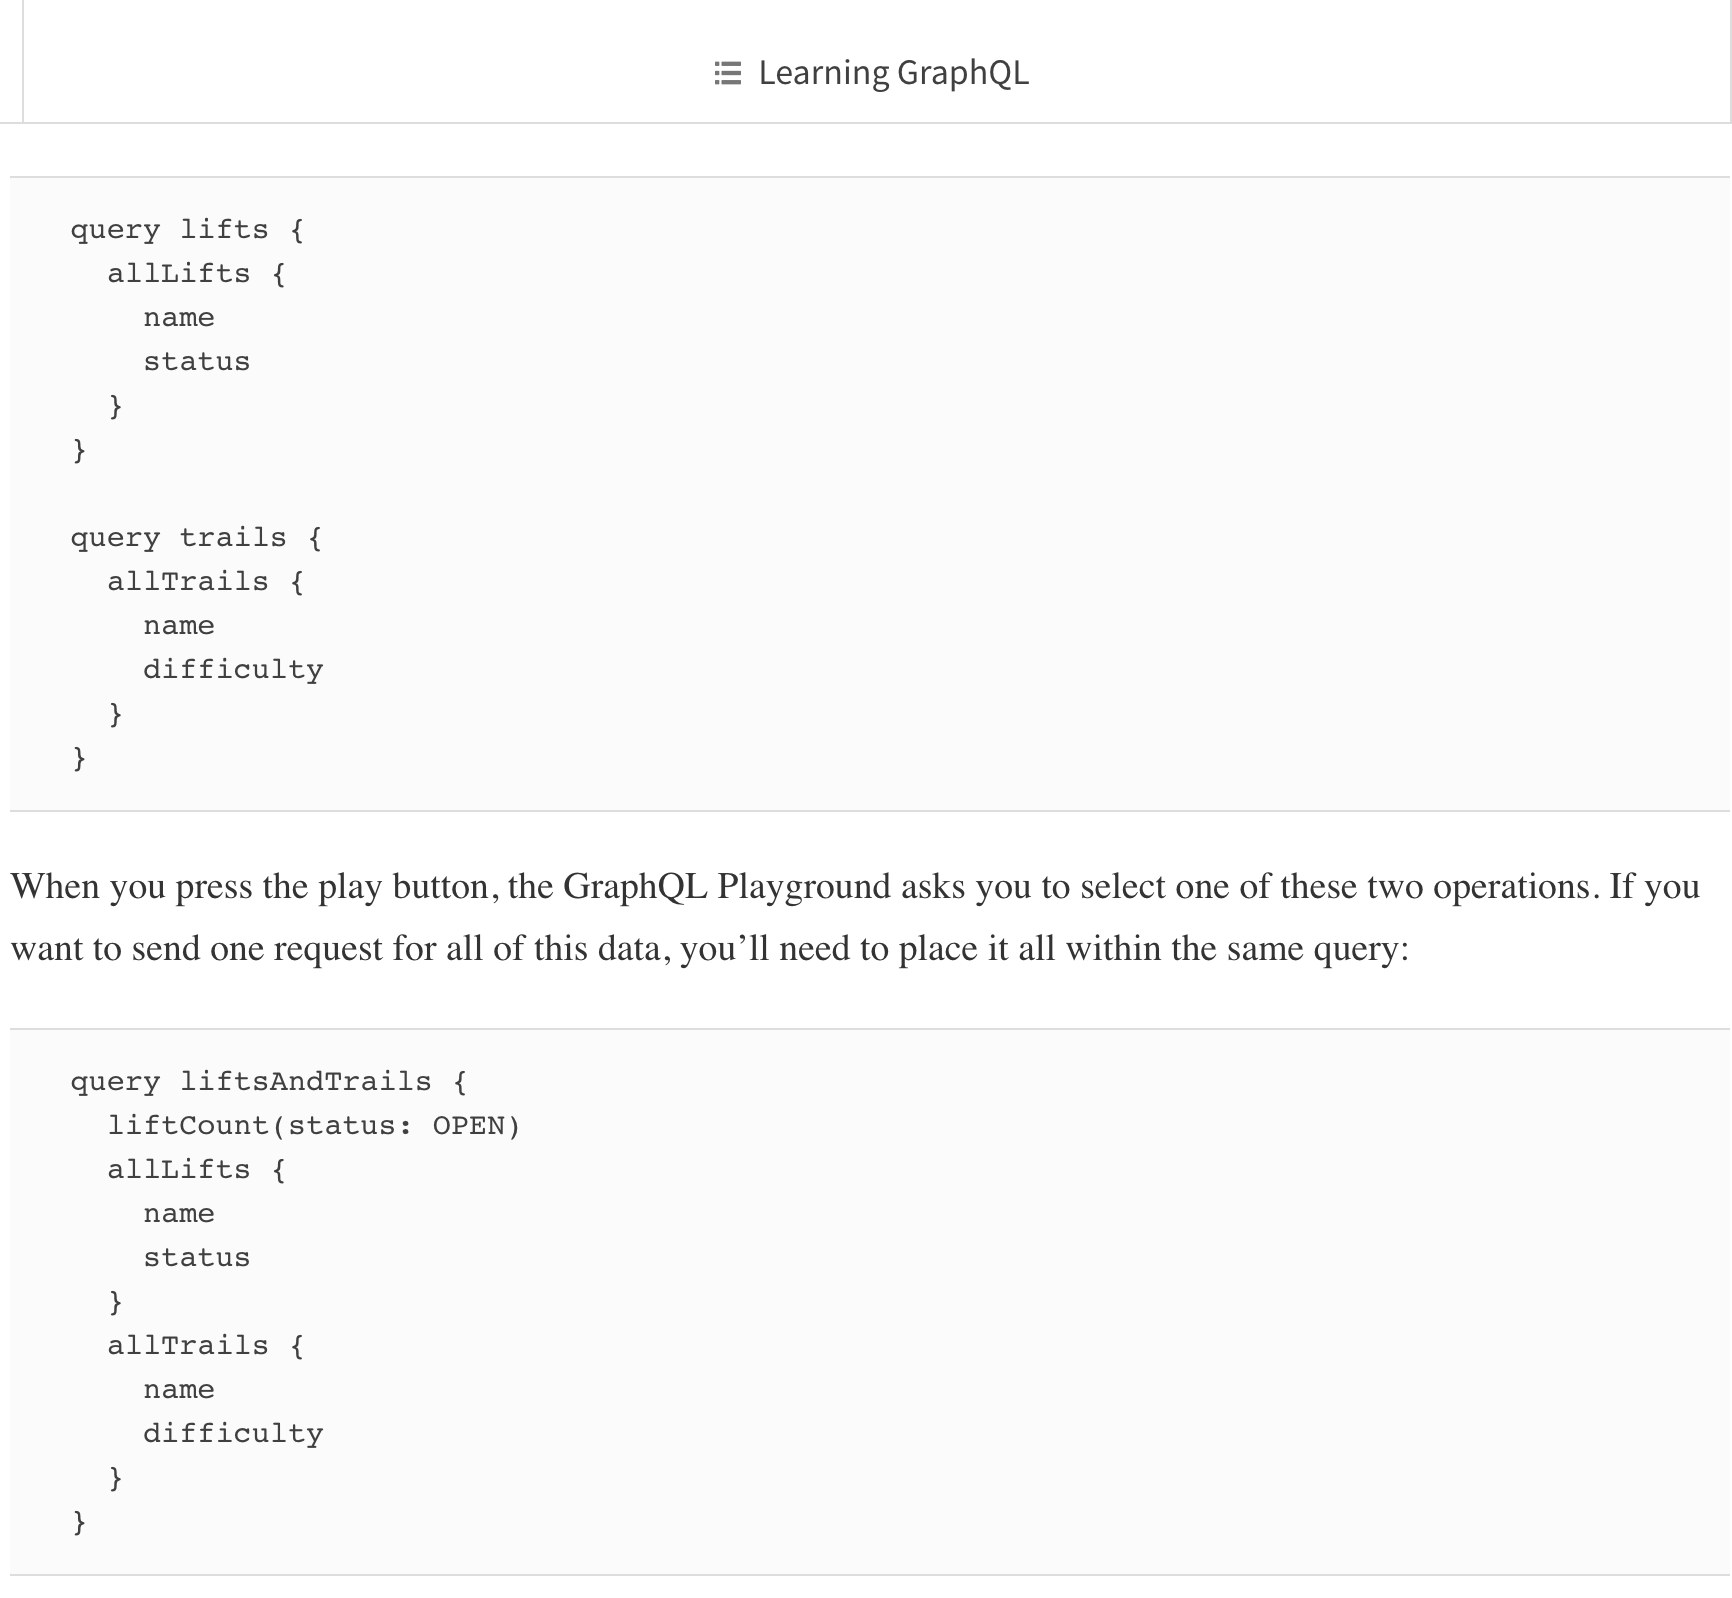 Learning GraphQL
query lifts {
  allLifts {
    name
    status
  }
}
query trails {
  allTrails {
    name
    difficulty
  }
}
When you press the play button, the GraphQL Playground asks you to select one of these two operations. If you
want to send one request for all of this data, you’ll need to place it all within the same query:
query liftsAndTrails {
  liftCount(status: OPEN)
  allLifts {
    name
    status
  }
  allTrails {
    name
    difficulty
  }
}